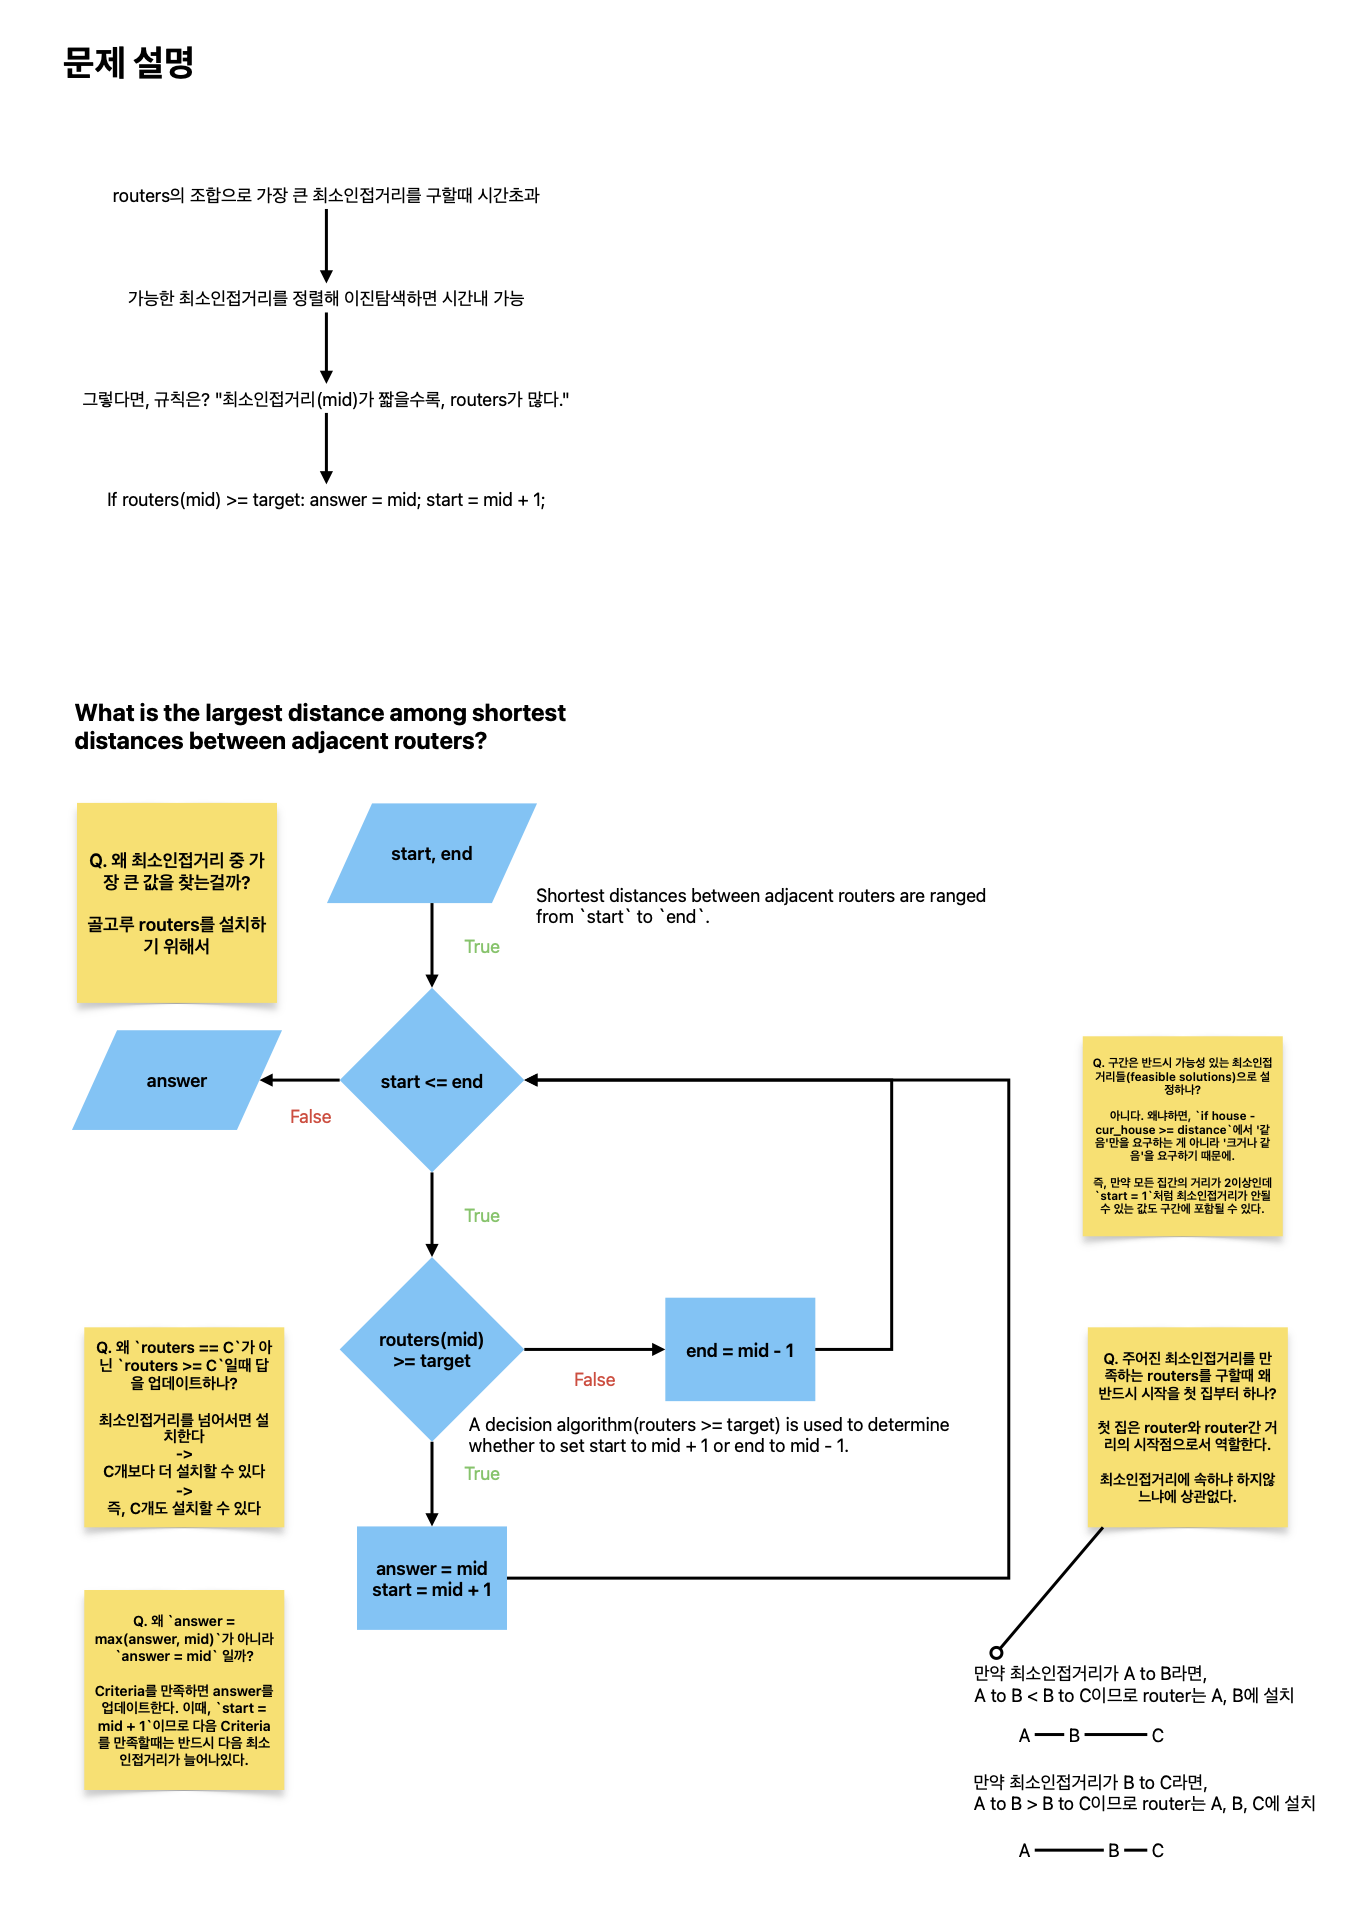 문제 설명
routers의 조합으로 가장 큰 최소인접거리를 구할때 시간초과
가능한 최소인접거리를 정렬해 이진탐색하면 시간내 가능
그렇다면, 규칙은? "최소인접거리(mid)가 짧을수록, routers가 많다."
If routers(mid) >= target: answer = mid; start = mid + 1;
What is the largest distance among shortest
distances between adjacent routers?
Q. 왜 최소인접거리 중 가
장 큰 값을 찾는걸까?
골고루 routers를 설치하
기 위해서
start, end
Shortest distances between adjacent routers are ranged
from `start` to `end`.
True
answer
False
start <= end
True
Q. 구간은 반드시 가능성 있는 최소인접
거리들(feasible solutions)으로 설
정하나?
아니다. 왜냐하면, `if house -
cur_house >= distance`에서 '같
음'만을 요구하는 게 아니라 '크거나 같
음'을 요구하기 때문에.
즉, 만약 모든 집간의 거리가 2이상인데
`start = 1`처럼 최소인접거리가 안될
수 있는 값도 구간에 포함될 수 있다.
routers(mid)
>= target
False
end = mid - 1
A decision algorithm(routers >= target) is used to determine
whether to set start to mid + 1 or end to mid - 1.
True
Q. 왜 `routers == C`가 아
닌 `routers >= C`일때 답
을 업데이트하나?
최소인접거리를 넘어서면 설
치한다
->
C개보다 더 설치할 수 있다
->
즉, C개도 설치할 수 있다
Q. 주어진 최소인접거리를 만
족하는 routers를 구할때 왜
반드시 시작을 첫 집부터 하나?
첫 집은 router와 router간 거
리의 시작점으로서 역할한다.
최소인접거리에 속하냐 하지않
느냐에 상관없다.
answer = mid
start = mid + 1
Q. 왜 `answer =
max(answer, mid)`가 아니라
`answer = mid` 일까?
Criteria를 만족하면 answer를
업데이트한다. 이때, `start =
mid + 1`이므로 다음 Criteria
를 만족할때는 반드시 다음 최소
인접거리가 늘어나있다.
만약 최소인접거리가 A to B라면,
A to B < B to C이므로 router는 A, B에 설치
A B C
만약 최소인접거리가 B to C라면,
A to B > B to C이므로 router는 A, B, C에 설치
A B C